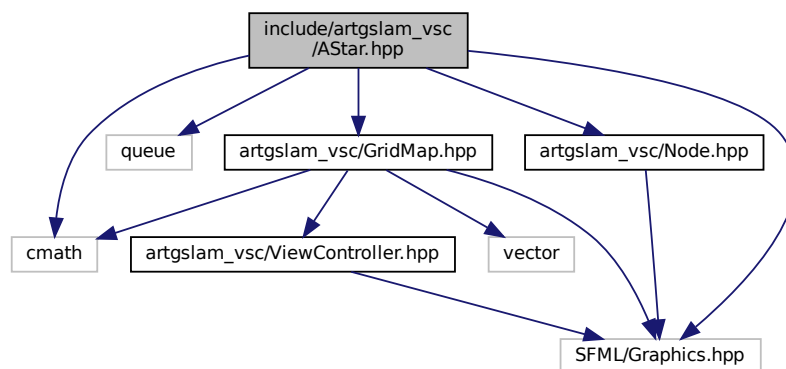 include/artgslam_vsc
/AStar.hpp
queue
artgslam_vsc/GridMap.hpp
artgslam_vsc/Node.hpp
cmath
artgslam_vsc/ViewController.hpp
vector
SFML/Graphics.hpp